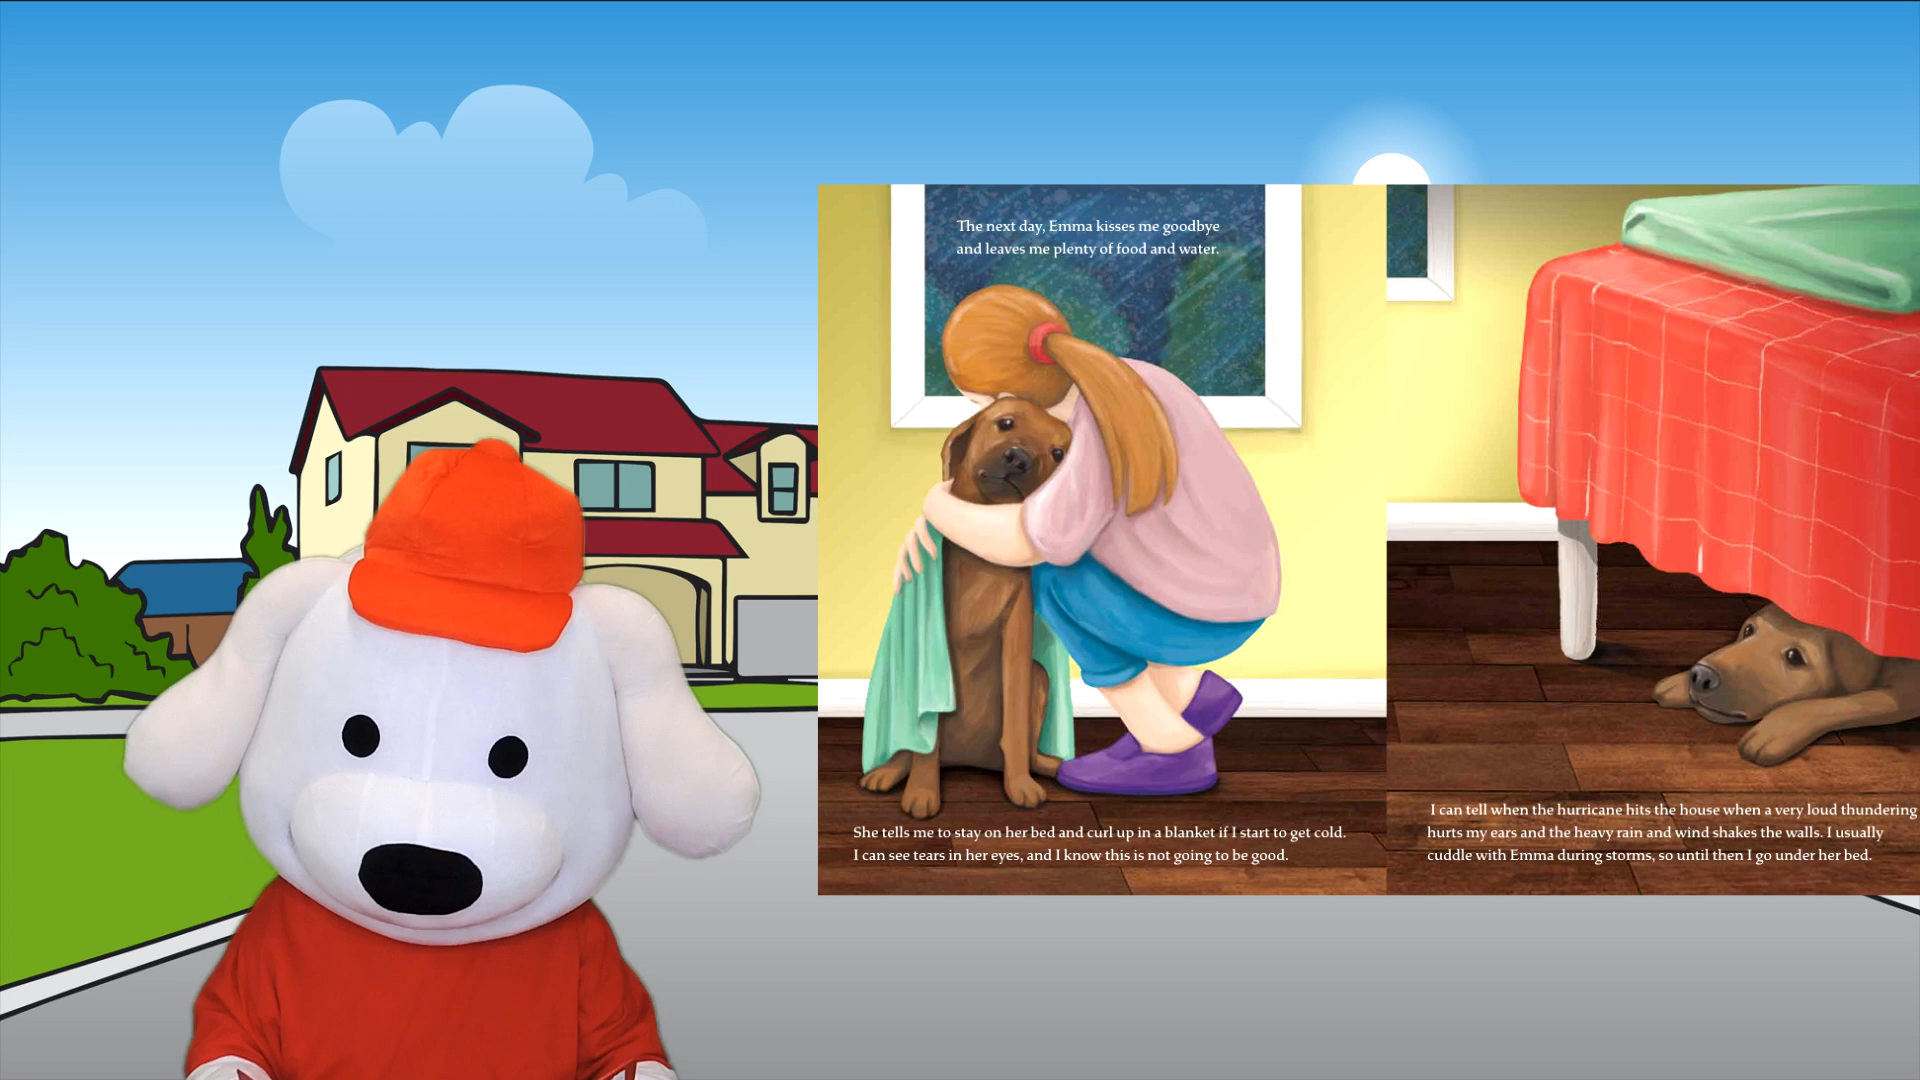 The next day, Emma kisses me goodbye
and leaves me plenty of food and water.
She tells me to stay on her bed and curl up in a blanket if I start to get cold.
I can see tears in her eyes, and I know this is not going to be good.
I can tell when the hurricane hits the house when a very loud thundering
hurts my ears and the heavy rain and wind shakes the walls. I usually
cuddle with Emma during storms, so until then I go under her bed.